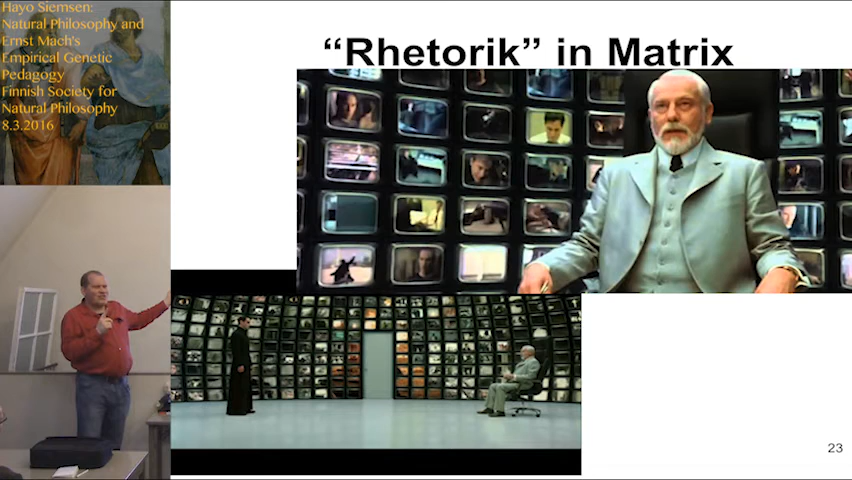 Hayo Siemsen:
Natural Philosophy and
Ernst Mach's
Empirical Genetic
Pedagogy
Finnish Society for
Natural Philosophy
8.3.2016
“Rhetorik” in Matrix
23